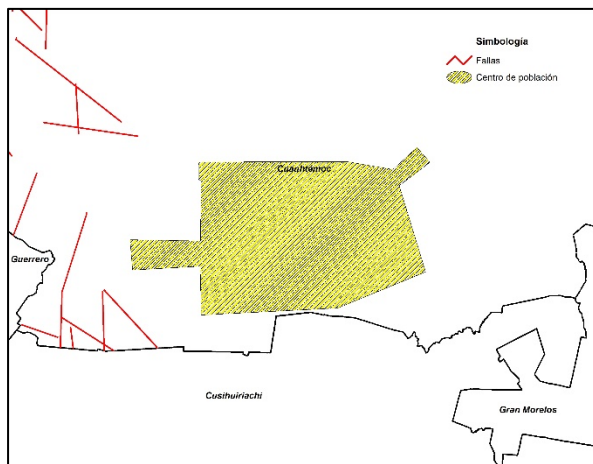 Simbología
Fallas
Centro de población
Cuauhtémoc
Guerrero
Cusihuiriachi
Gran Morelos